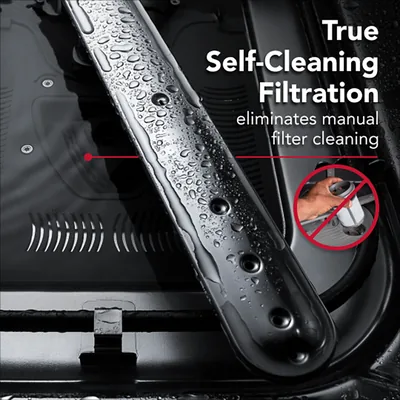 True
Self-Cleaning
Filtration
eliminates manual
filter cleaning